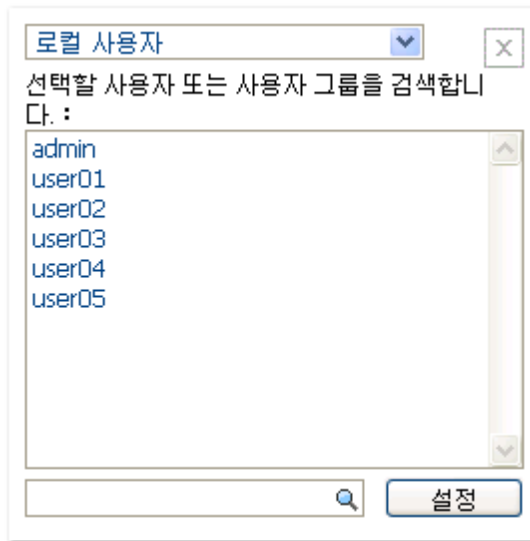 로컬 사용자
선택할 사용자 또는 사용자 그룹을 검색합니
다. :
admin
user01
user02
user03
user04
user05
설정